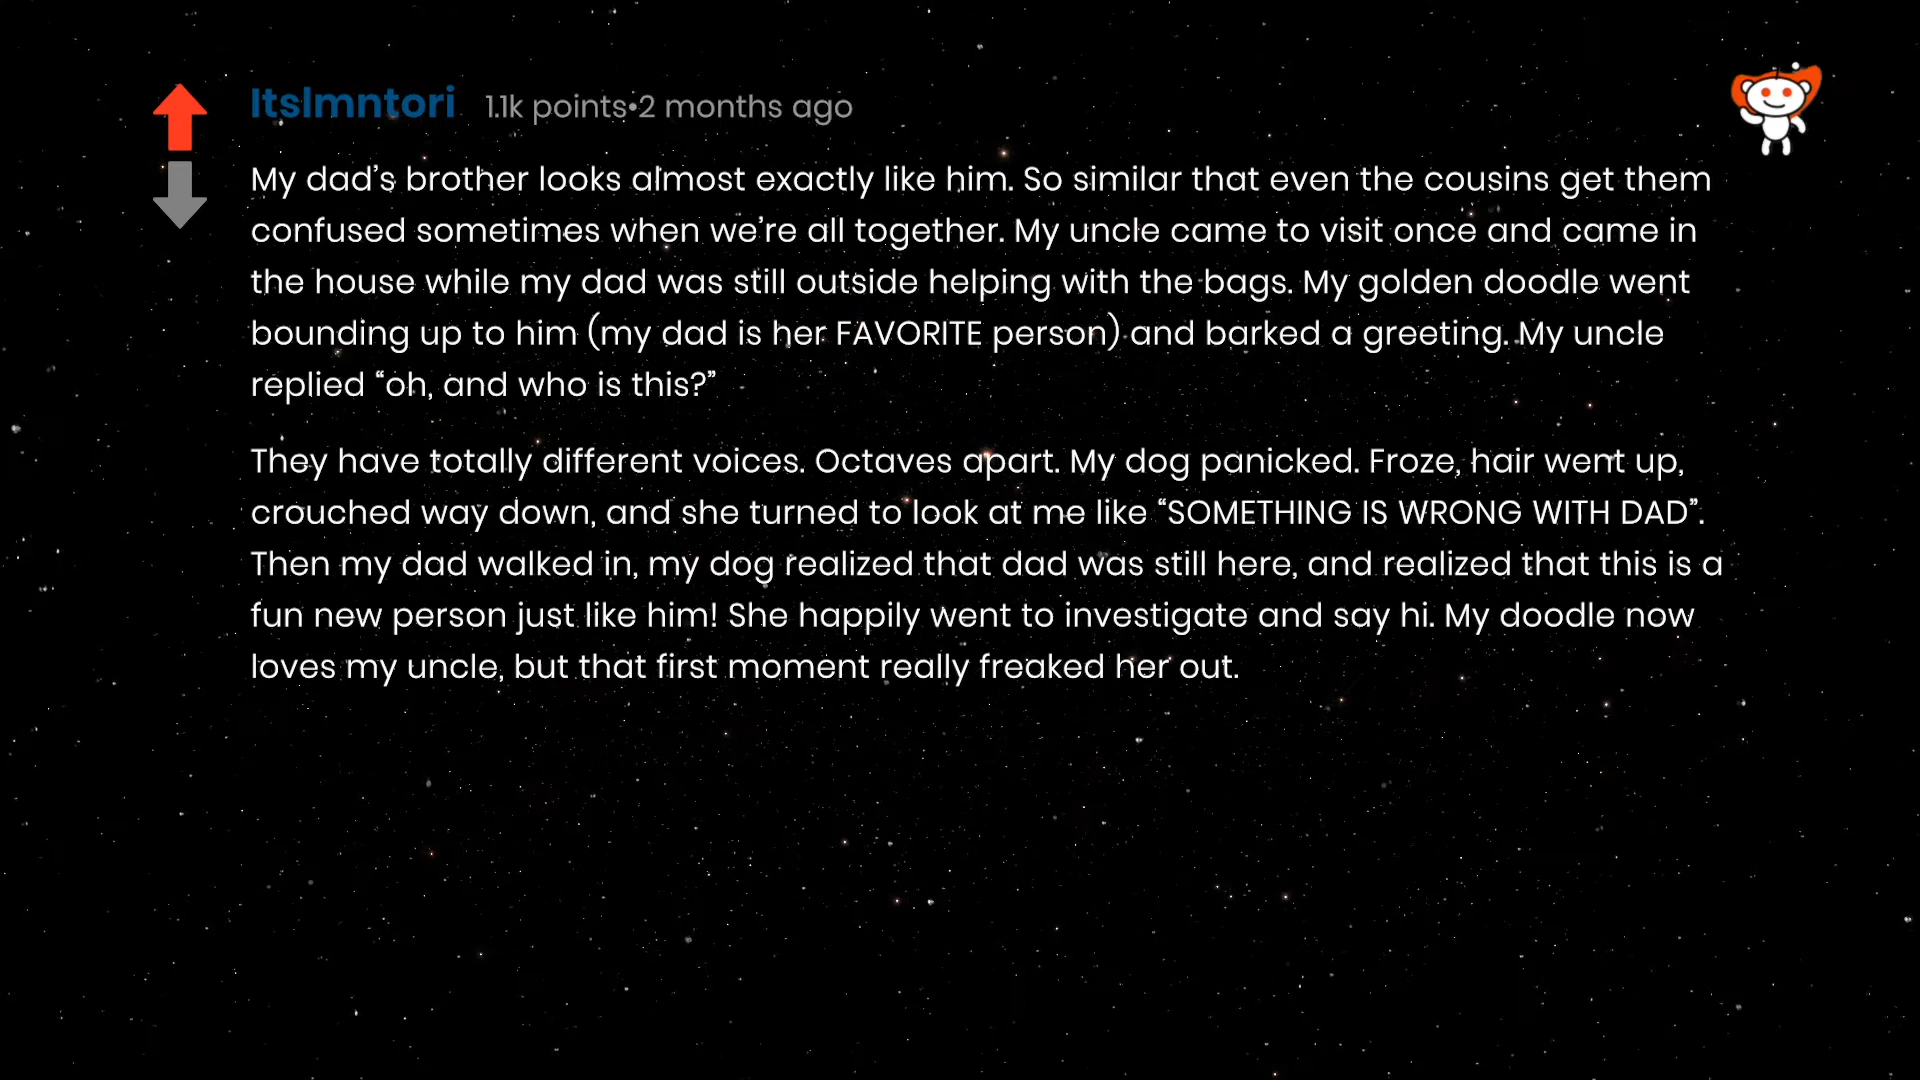 ItsImntori 1.1k points•2 months ago
My dad’s brother looks almost exactly like him. So similar that even the cousins get them
confused sometimes when we’re all together. My uncle came to visit once and came in
the house while my dad was still outside helping with the bags. My golden doodle went
bounding up to him (my dad is her FAVORITE person) and barked a greeting. My uncle
replied “oh, and who is this?”
They have totally different voices. Octaves apart. My dog panicked. Froze, hair went up,
crouched way down, and she turned to look at me like “SOMETHING IS WRONG WITH DAD”.
Then my dad walked in, my dog realized that dad was still here, and realized that this is a
fun new person just like him! She happily went to investigate and say hi. My doodle now
loves my uncle, but that first moment really freaked her out.